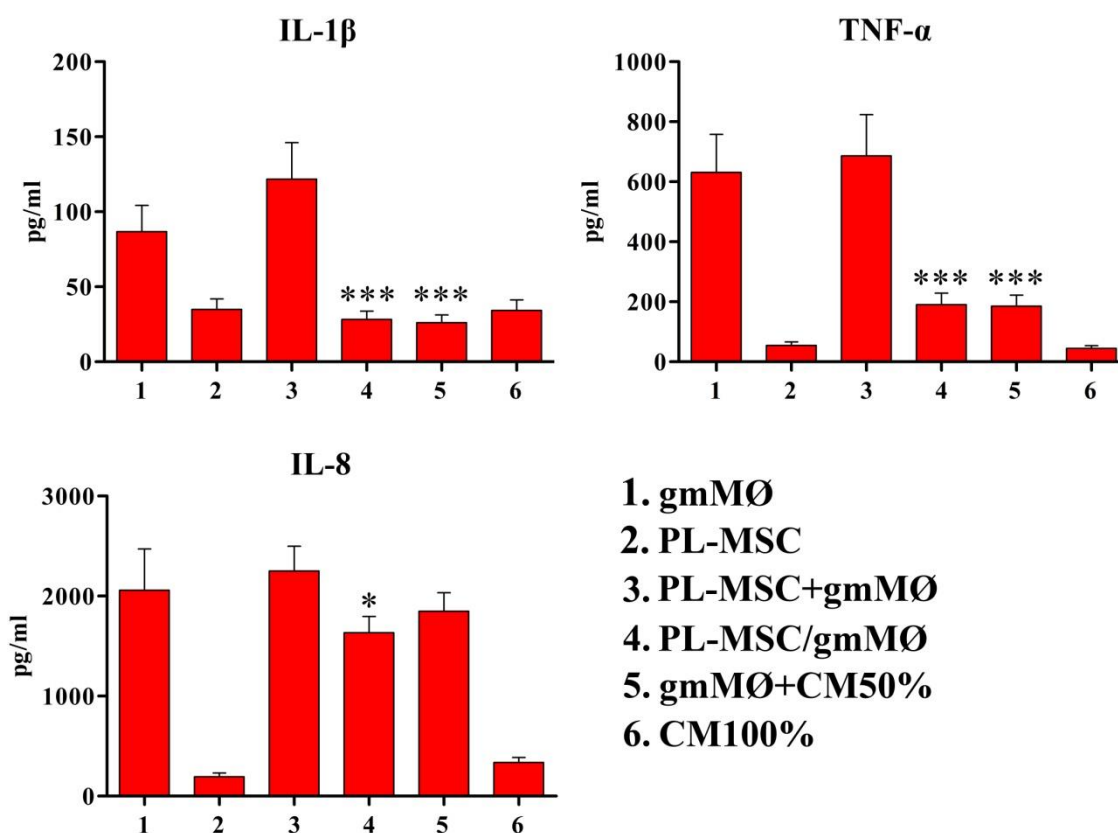 IL-1β
pg/ml
200
150
100
50
0
1 2 3 4 5 6
*** ***
TNF-α
pg/ml
1000
800
600
400
200
0
1 2 3 4 5 6
*** ***
IL-8
pg/ml
3000
2000
1000
0
1 2 3 4 5 6
*
1. gmMØ
2. PL-MSC
3. PL-MSC+gmMØ
4. PL-MSC/gmMØ
5. gmMØ+CM50%
6. CM100%